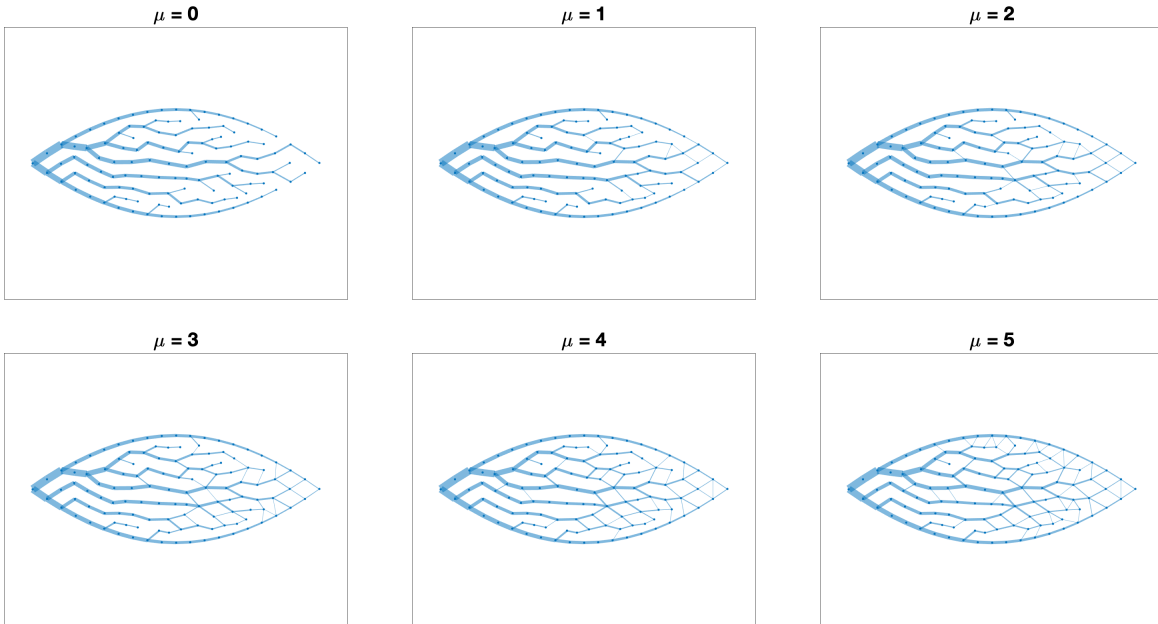 μ = 0
μ = 1
μ = 2
μ = 3
μ = 4
μ = 5